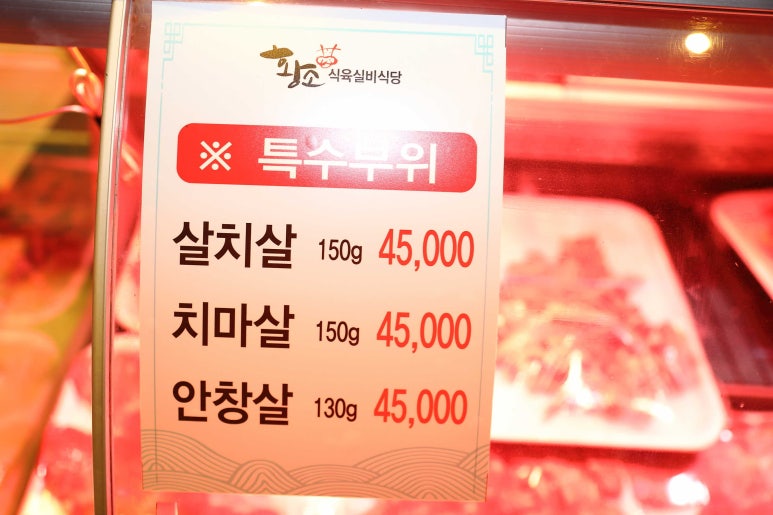 황소 식육실비식당
※ 특수부위
살치살 150g 45,000
치마살 150g 45,000
안창살 130g 45,000